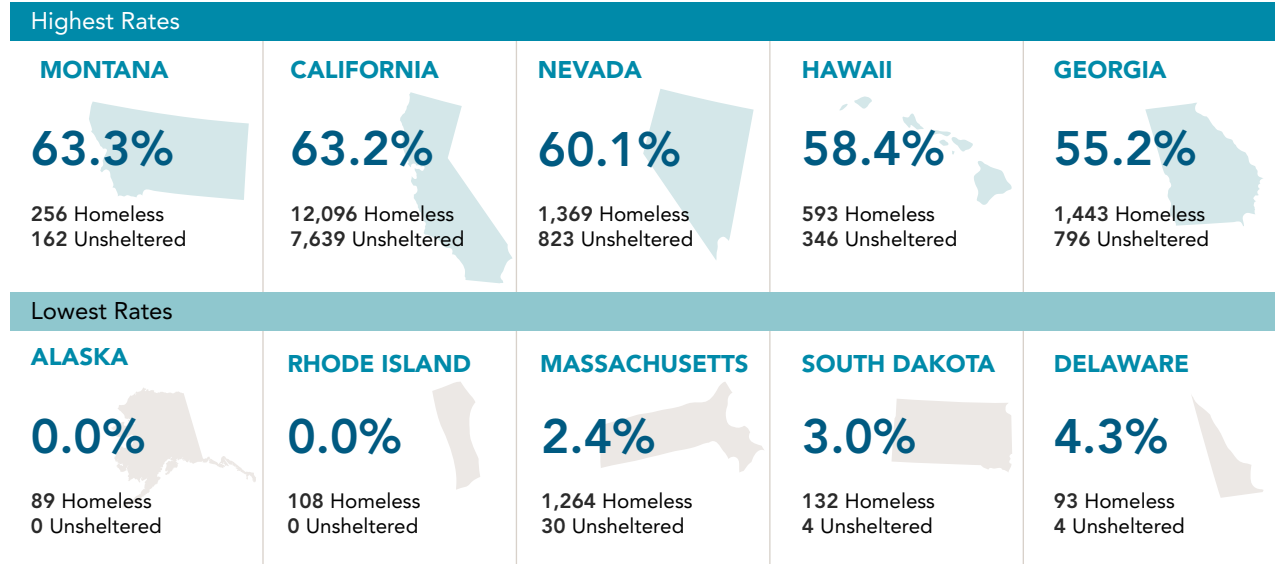 Highest Rates
MONTANA
63.3%
256 Homeless
162 Unsheltered
CALIFORNIA
63.2%
12,096 Homeless
7,639 Unsheltered
NEVADA
60.1%
1,369 Homeless
823 Unsheltered
HAWAII
58.4%
593 Homeless
346 Unsheltered
GEORGIA
55.2%
1,443 Homeless
796 Unsheltered
Lowest Rates
ALASKA
0.0%
89 Homeless
0 Unsheltered
RHODE ISLAND
0.0%
108 Homeless
0 Unsheltered
MASSACHUSETTS
2.4%
1,264 Homeless
30 Unsheltered
SOUTH DAKOTA
3.0%
132 Homeless
4 Unsheltered
DELAWARE
4.3%
93 Homeless
4 Unsheltered